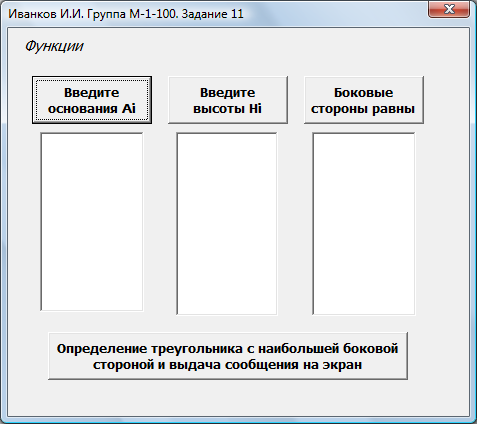 Иванков И.И. Группа М-1-100. Задание 11
Функции
Введите
основания Ai
Введите
высоты Hi
Боковые
стороны равны
Определение треугольника с наибольшей боковой
стороной и выдача сообщения на экран